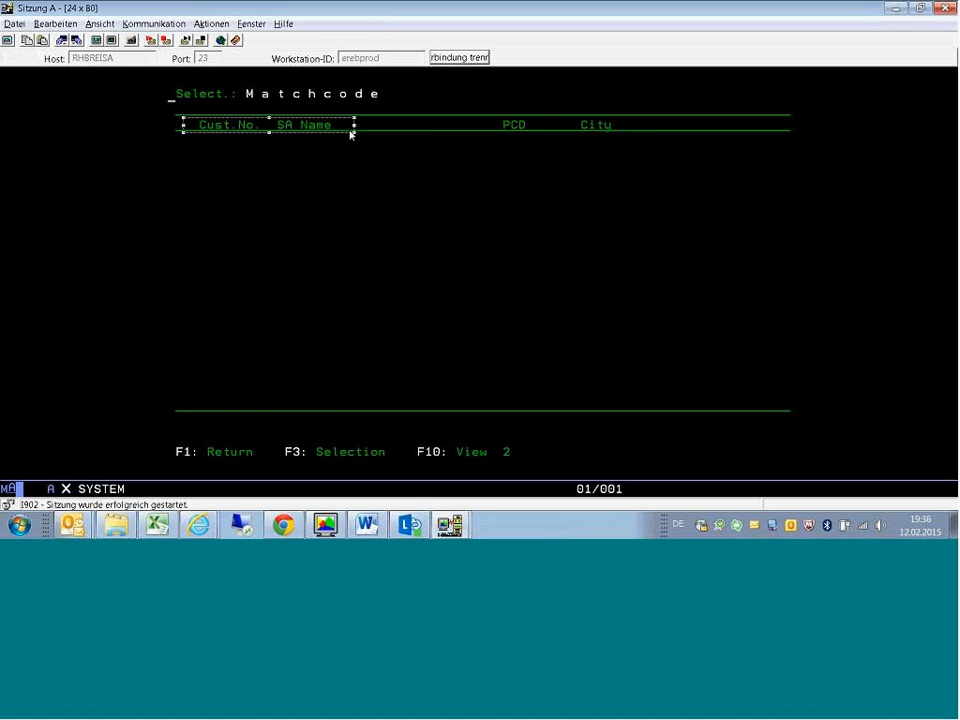 Sitzung A - [24 x 80]
Datei Bearbeiten Ansicht Kommunikation Aktionen Fenster Hilfe
Host: RHBREISA Port: 23 Workstation-ID: erebprod rbindung trenr
Select.: M a t c h c o d e
Cust.No. SA Name PCD City
F1: Return F3: Selection F10: View 2
MA A X SYSTEM 01/001
I902 - Sitzung wurde erfolgreich gestartet.
DE 19:36
12.02.2015